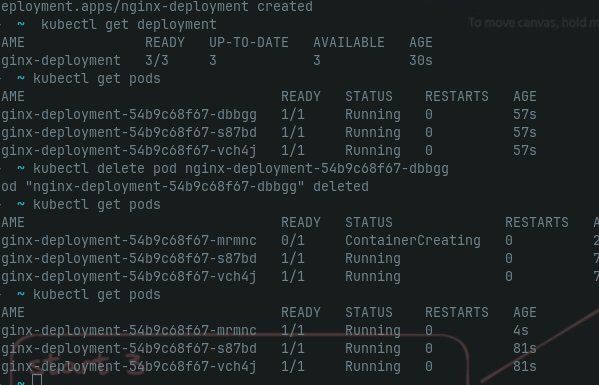 eployment.apps/nginx-deployment created
~ kubectl get deployment
To move canvas, hold m
AME READY UP-TO-DATE AVAILABLE AGE
ginx-deployment 3/3 3 3 30s
~ kubectl get pods
AME READY STATUS RESTARTS AGE
ginx-deployment-54b9c68f67-dbbgg 1/1 Running 0 57s
ginx-deployment-54b9c68f67-s87bd 1/1 Running 0 57s
ginx-deployment-54b9c68f67-vch4j 1/1 Running 0 57s
~ kubectl delete pod nginx-deployment-54b9c68f67-dbbgg
od "nginx-deployment-54b9c68f67-dbbgg" deleted
~ kubectl get pods
AME READY STATUS RESTARTS A
ginx-deployment-54b9c68f67-mrmnc 0/1 ContainerCreating 0 2
ginx-deployment-54b9c68f67-s87bd 1/1 Running 0 7
ginx-deployment-54b9c68f67-vch4j 1/1 Running 0 7
~ kubectl get pods
AME READY STATUS RESTARTS AGE
ginx-deployment-54b9c68f67-mrmnc 1/1 Running 0 4s
ginx-deployment-54b9c68f67-s87bd 1/1 Running 0 81s
ginx-deployment-54b9c68f67-vch4j 1/1 Running 0 81s
start 3
~